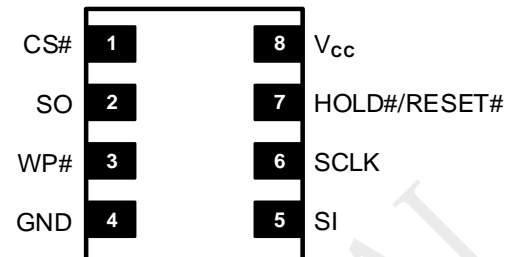 CS# 1 8 Vcc
SO 2 7 HOLD#/RESET#
WP# 3 6 SCLK
GND 4 5 SI